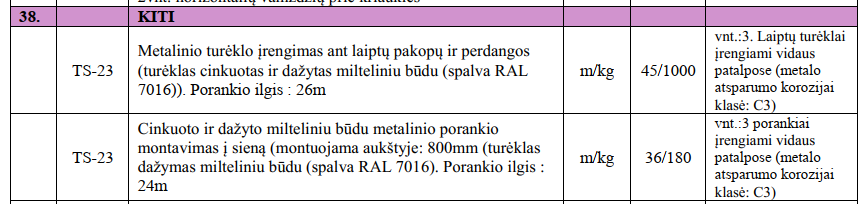 38. KITI
TS-23
Metalinio turėklo įrengimas ant laiptų pakopų ir perdangos
(turėklas cinkuotas ir dažytas milteliniu būdu (spalva RAL
7016)). Porankio ilgis : 26m
m/kg
45/1000
vnt.:3. Laiptų turėklai
įrengiami vidaus
patalpose (metalo
atsparumo korozijai
klasė: C3)
TS-23
Cinkuoto ir dažyto milteliniu būdu metalinio porankio
montavimas į sieną (montuojama aukštyje: 800mm (turėklas
dažymas milteliniu būdu (spalva RAL 7016). Porankio ilgis :
24m
m/kg
36/180
vnt.:3 porankiai
įrengiami vidaus
patalpose (metalo
atsparumo korozijai
klasė: C3)